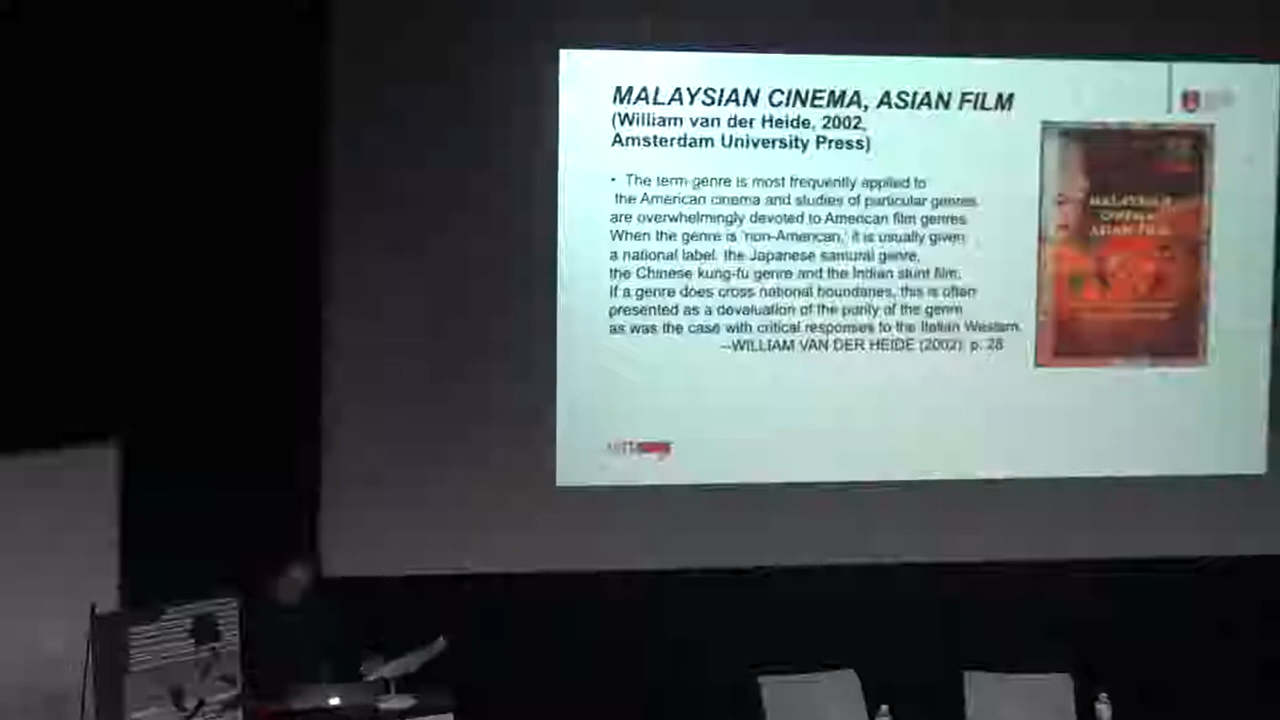 MALAYSIAN CINEMA, ASIAN FILM
(William van der Heide, 2002,
Amsterdam University Press)
• The term genre is most frequently applied to
the American cinema and studies of particular genres
are overwhelmingly devoted to American film genres
When the genre is 'non-American,' it is usually given
a national label, the Japanese samurai genre,
the Chinese kung-fu genre and the Indian stunt film.
If a genre does cross national boundaries, this is often
presented as a devaluation of the purity of the genre
as was the case with critical responses to the Italian Western.
--WILLIAM VAN DER HEIDE (2002) p. 28
MALAYSIAN
CINEMA,
ASIAN FILM